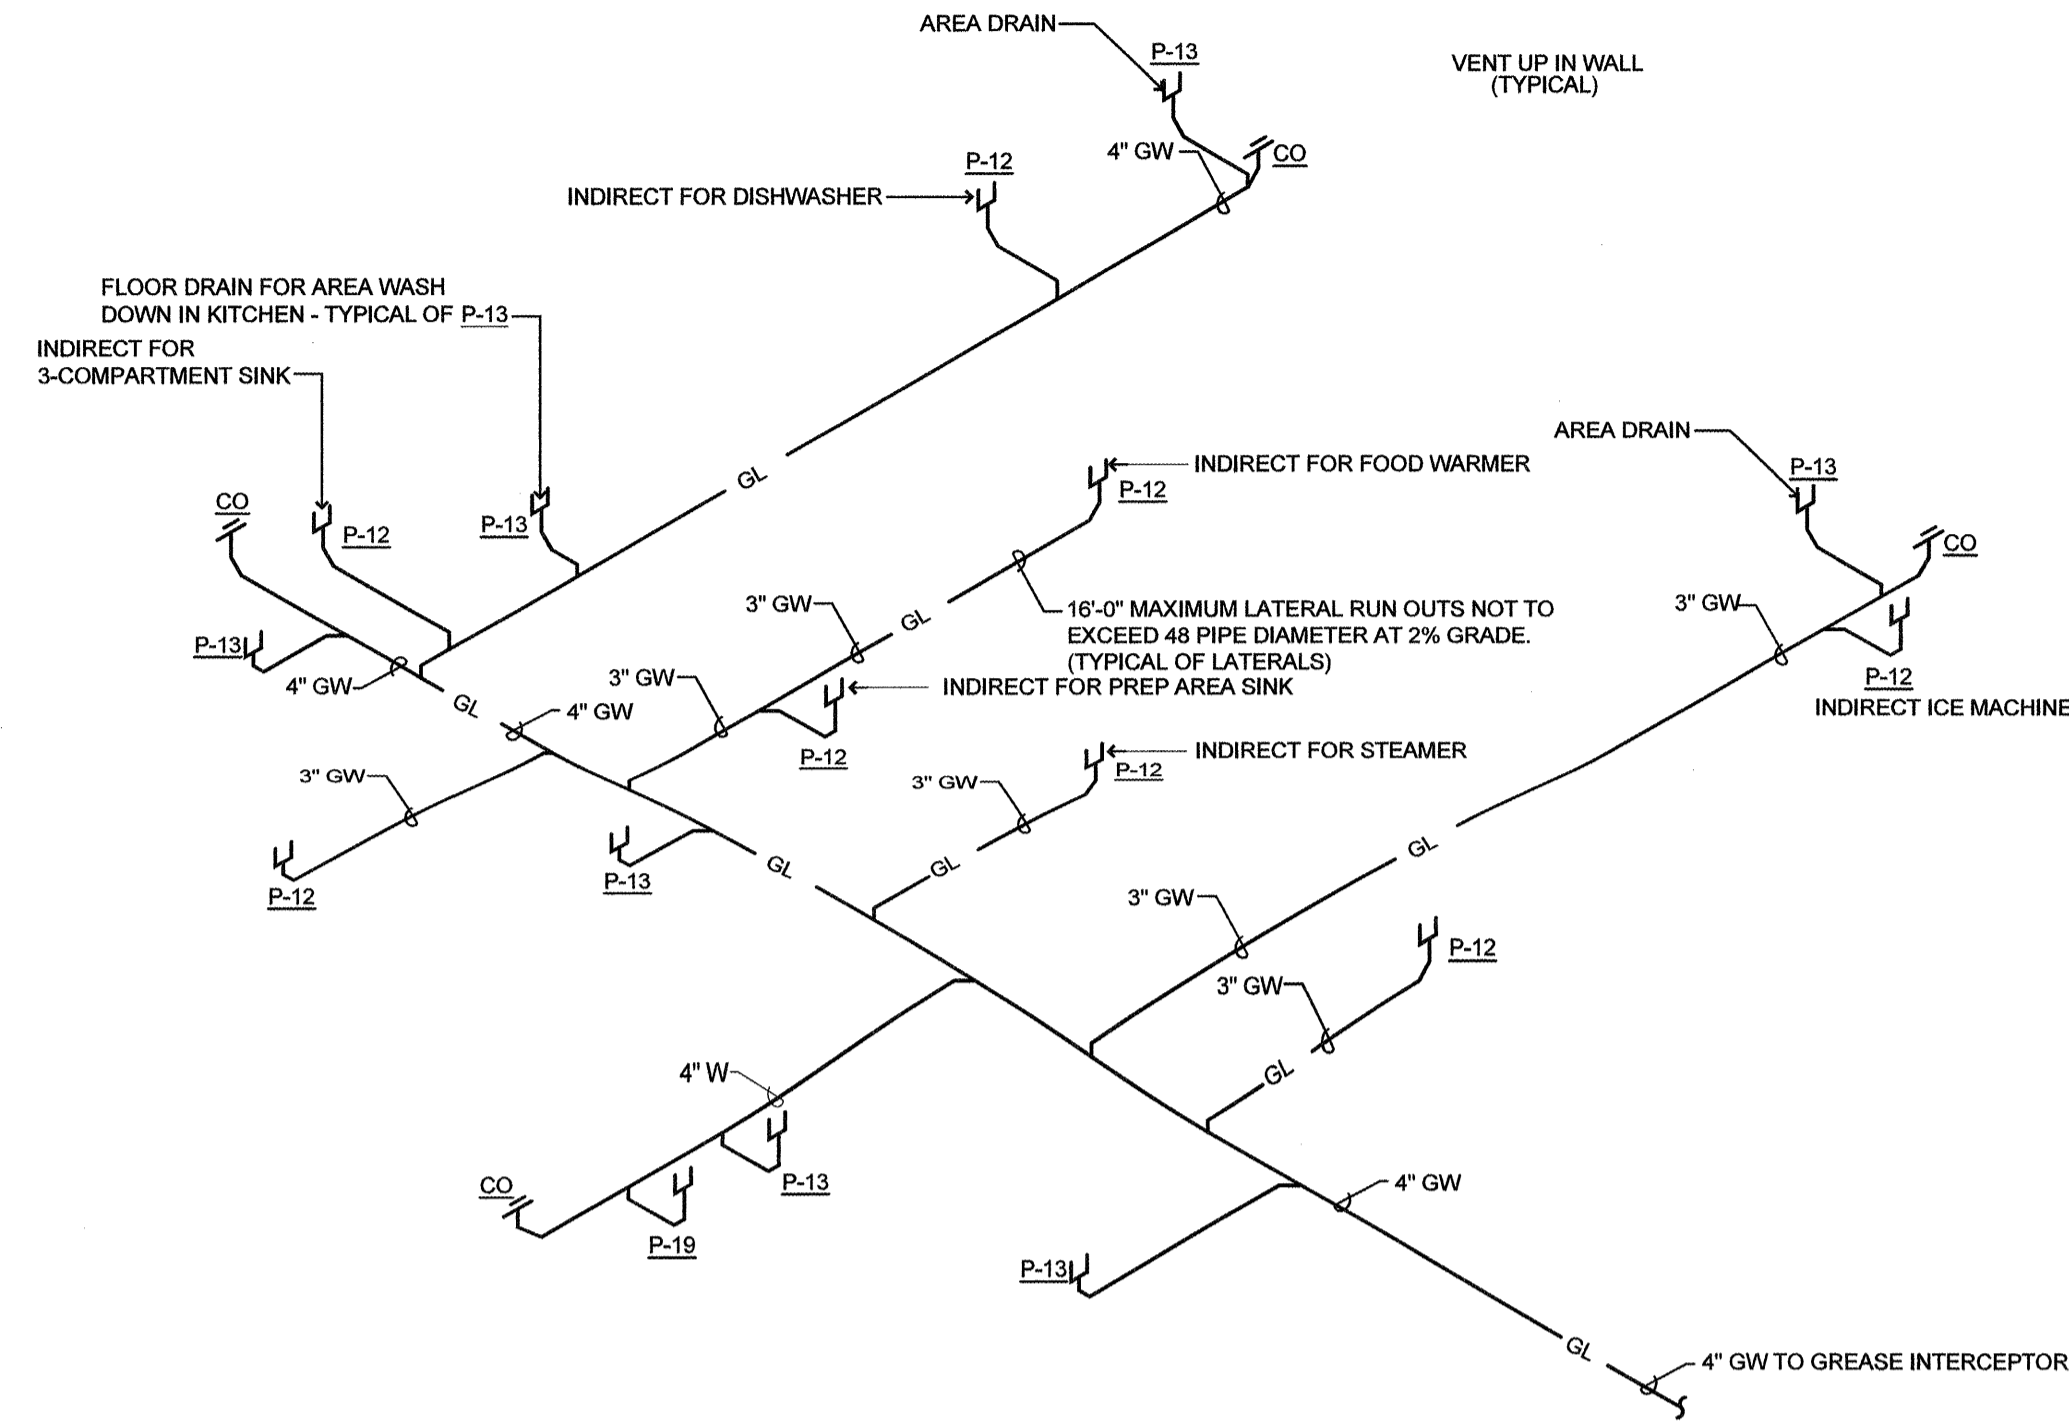 AREA DRAIN
P-13
VENT UP IN WALL
(TYPICAL)
4" GW
CO
P-12
INDIRECT FOR DISHWASHER
FLOOR DRAIN FOR AREA WASH
DOWN IN KITCHEN - TYPICAL OF P-13
INDIRECT FOR
3-COMPARTMENT SINK
AREA DRAIN
P-13
INDIRECT FOR FOOD WARMER
P-12
GL
CO
P-12
P-13
CO
3" GW
16'-0" MAXIMUM LATERAL RUN OUTS NOT TO
EXCEED 48 PIPE DIAMETER AT 2% GRADE.
(TYPICAL OF LATERALS)
3" GW
GL
P-13
4" GW
3" GW
INDIRECT FOR PREP AREA SINK
P-12
INDIRECT ICE MACHINE
GL
4" GW
P-12
INDIRECT FOR STEAMER
P-12
3" GW
3" GW
GL
P-12
P-13
GL
GL
3" GW
P-12
3" GW
GL
4" W
P-13
CO
P-19
4" GW
P-13
GL
4" GW TO GREASE INTERCEPTOR